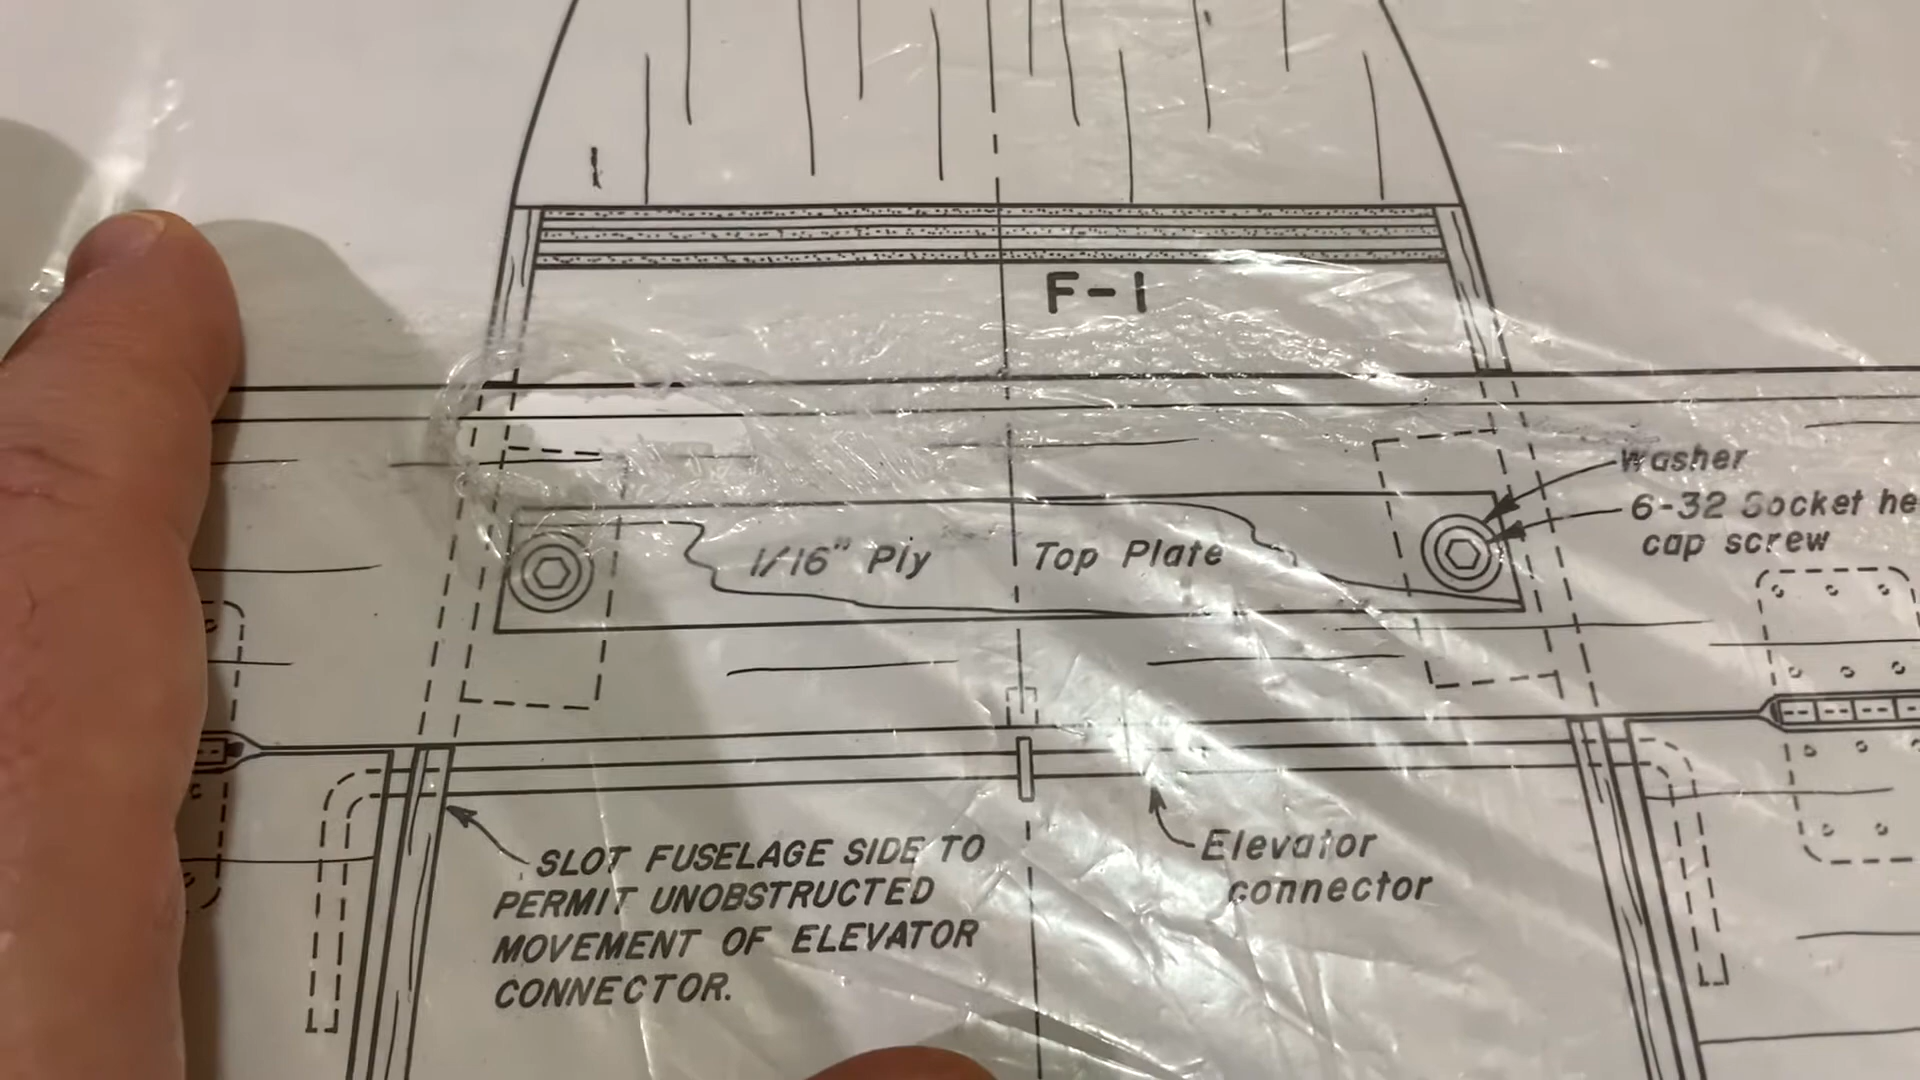 F-1
Washer
6-32 Socket he
cap screw
1/16" Ply Top Plate
SLOT FUSELAGE SIDE TO
PERMIT UNOBSTRUCTED
MOVEMENT OF ELEVATOR
CONNECTOR.
Elevator
connector